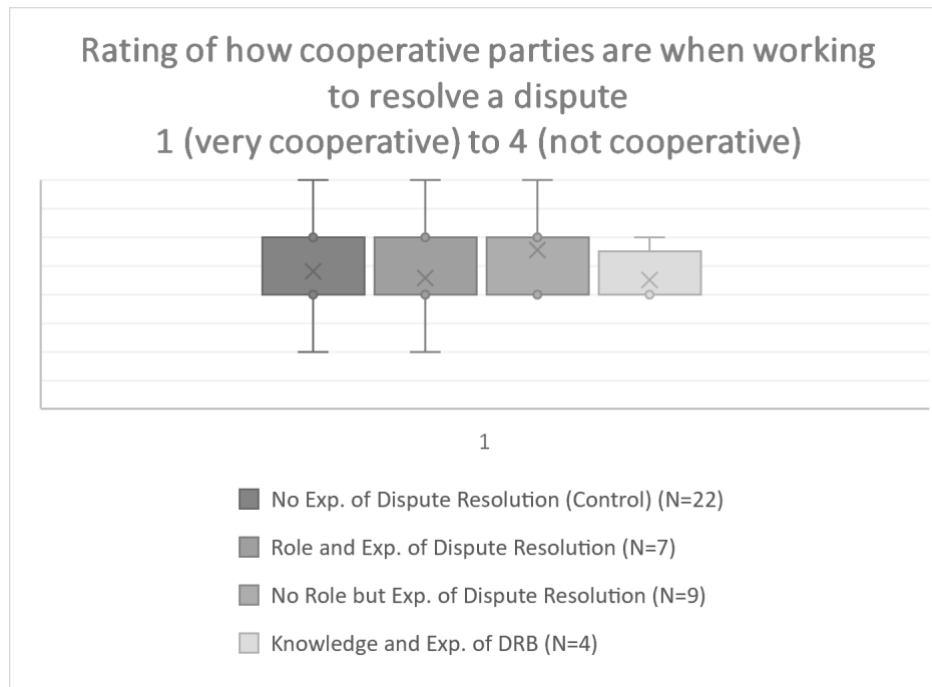 Rating of how cooperative parties are when working
to resolve a dispute
1 (very cooperative) to 4 (not cooperative)
1
No Exp. of Dispute Resolution (Control) (N=22)
Role and Exp. of Dispute Resolution (N=7)
No Role but Exp. of Dispute Resolution (N=9)
Knowledge and Exp. of DRB (N=4)